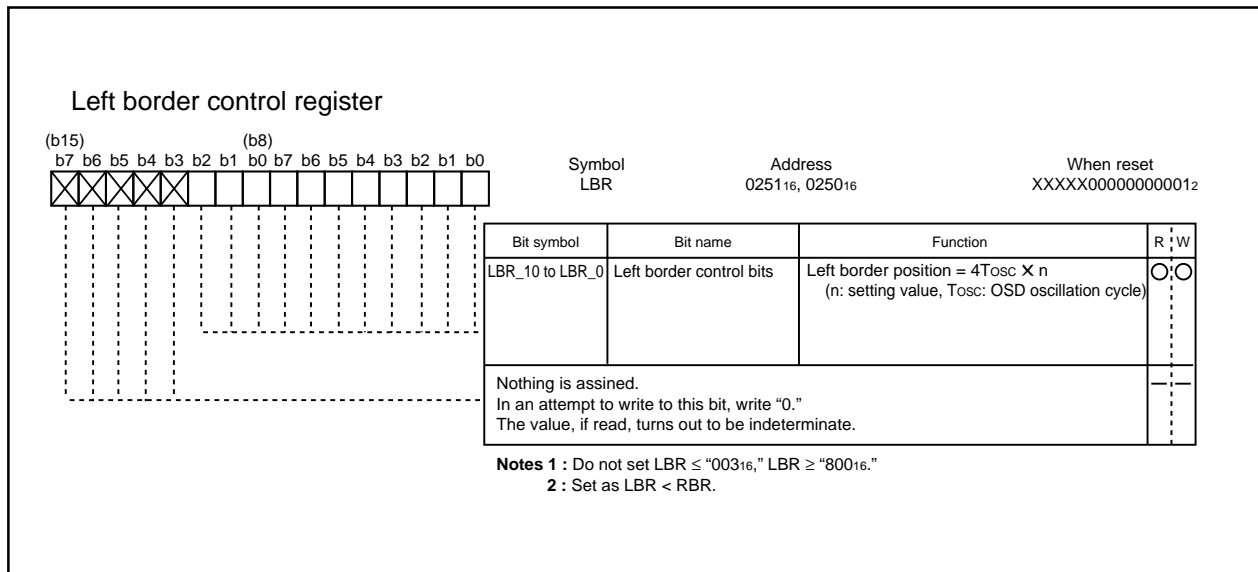 Left border control register
(b15) (b8)
b7 b6 b5 b4 b3 b2 b1 b0 b7 b6 b5 b4 b3 b2 b1 b0
Symbol Address When reset
LBR 025116, 025016 XXXXX000000000012
Bit symbol Bit name Function R W
LBR_10 to LBR_0 Left border control bits Left border position = 4TOSC X n
(n: setting value, TOSC: OSD oscillation cycle)
Nothing is assined.
In an attempt to write to this bit, write “0.”
The value, if read, turns out to be indeterminate.
Notes 1 : Do not set LBR ≤ “00316,” LBR ≥ “80016.”
2 : Set as LBR < RBR.